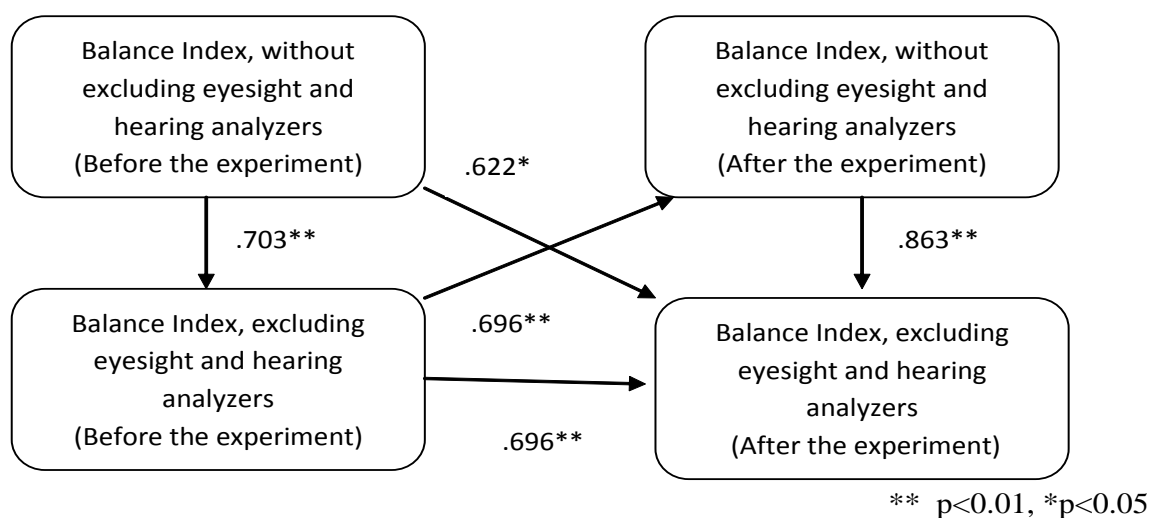 Balance Index, without
excluding eyesight and
hearing analyzers
(Before the experiment)
Balance Index, without
excluding eyesight and
hearing analyzers
(After the experiment)
.622*
.703**
.863**
Balance Index, excluding
eyesight and hearing
analyzers
(Before the experiment)
.696**
.696**
Balance Index, excluding
eyesight and hearing
analyzers
(After the experiment)
** p<0.01, *p<0.05